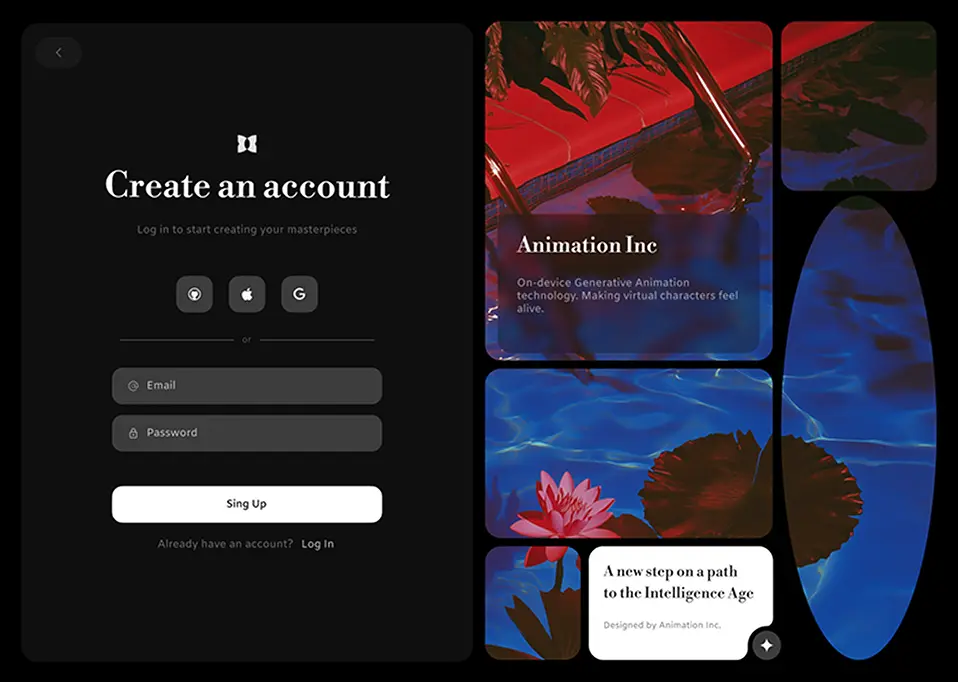 Create an account
Log in to start creating your masterpieces
or
Email
Password
Sing Up
Already have an account? Log In
Animation Inc
On-device Generative Animation
technology. Making virtual characters feel
alive.
A new step on a path
to the Intelligence Age
Designed by Animation Inc.